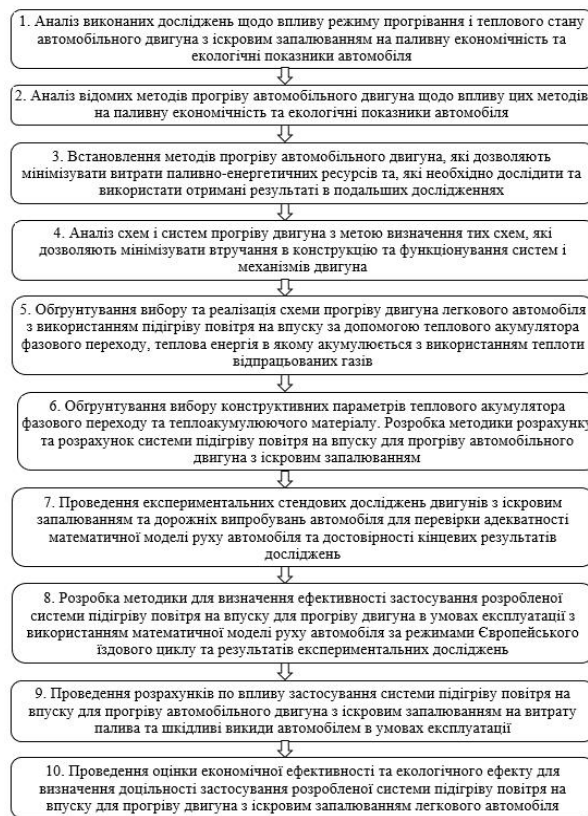 1. Аналіз виконаних досліджень щодо впливу режиму прогрівання і теплового стану
автомобільного двигуна з іскровим запалюванням на паливну економічність та
екологічні показники автомобіля
2. Аналіз відомих методів прогріву автомобільного двигуна щодо впливу цих методів
на паливну економічність та екологічні показники автомобіля
3. Встановлення методів прогріву автомобільного двигуна, які дозволяють
мінімізувати витрати паливно-енергетичних ресурсів та, які необхідно дослідити та
використати отримані результаті в подальших дослідженнях
4. Аналіз схем і систем прогріву двигуна з метою визначення тих схем, які
дозволяють мінімізувати втручання в конструкцію та функціонування систем і
механізмів двигуна
5. Обґрунтування вибору та реалізація схеми прогріву двигуна легкового автомобіля
з використанням підігріву повітря на впуску за допомогою теплового акумулятора
фазового переходу, теплова енергія в якому акумулюється з використанням теплоти
відпрацьованих газів
6. Обґрунтування вибору конструктивних параметрів теплового акумулятора
фазового переходу та теплоакумулюючого матеріалу. Розробка методики розрахунку
та розрахунок системи підігріву повітря на впуску для прогріву автомобільного
двигуна з іскровим запалюванням
7. Проведення експериментальних стендових досліджень двигунів з іскровим
запалюванням та дорожніх випробувань автомобіля для перевірки адекватності
математичної моделі руху автомобіля та достовірності кінцевих результатів
досліджень
8. Розробка методики для визначення ефективності застосування розробленої
системи підігріву повітря на впуску для прогріву двигуна в умовах експлуатації з
використанням математичної моделі руху автомобіля за режимами Європейського
їздового циклу та результатів експериментальних досліджень
9. Проведення розрахунків по впливу застосування системи підігріву повітря на
впуску для прогріву автомобільного двигуна з іскровим запалюванням на витрату
палива та шкідливі викиди автомобілем в умовах експлуатації
10. Проведення оцінки економічної ефективності та екологічного ефекту для
визначення доцільності застосування розробленої системи підігріву повітря на
впуску для прогріву двигуна з іскровим запалюванням легкового автомобіля